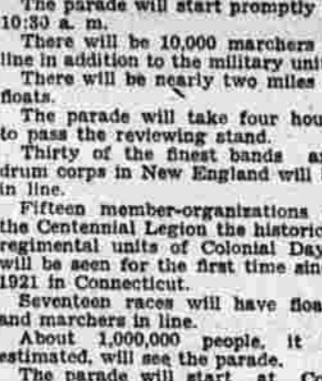 The parade will start promptly
10:30 a. m.
There will be 10,000 marchers
line in addition to the military uni
There will be nearly two miles
floats.
The parade will take four hou
to pass the reviewing stand.
Thirty of the finest bands a
drum corps in New England will
in line.
Fifteen member-organizations
the Centennial Legion the historic
regimental units of Colonial Day
will be seen for the first time sin
1921 in Connecticut.
Seventeen races will have floa
and marchers in line.
About 1,000,000 people, it
estimated, will see the parade.
The parade will start at Co